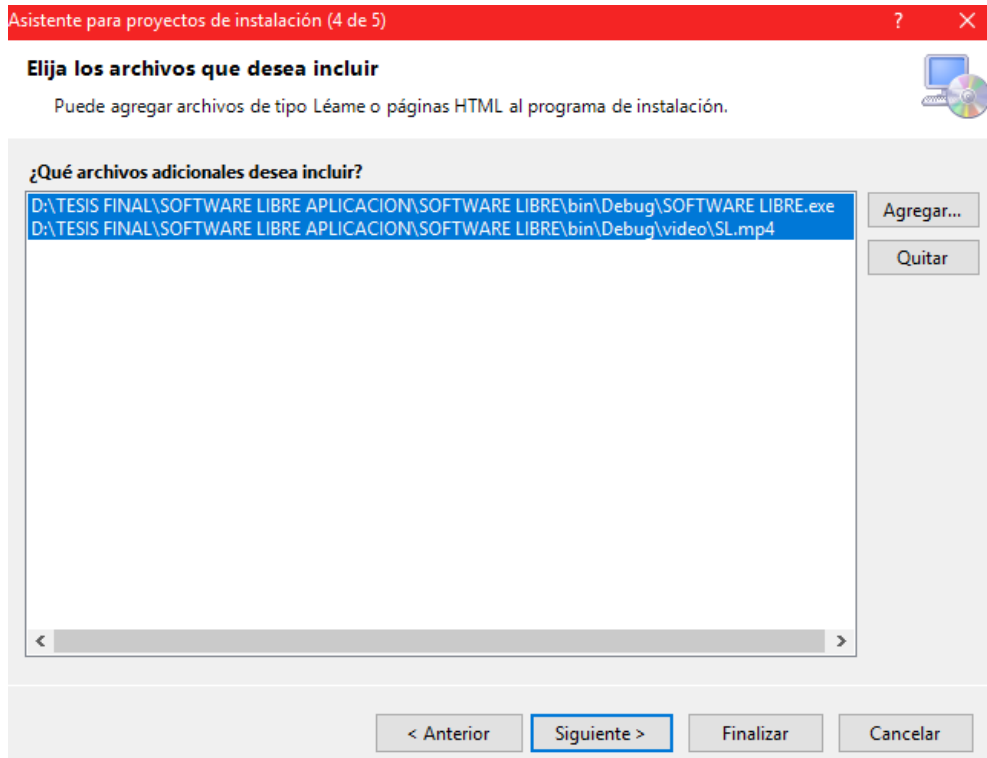 Asistente para proyectos de instalación (4 de 5)
?
Elija los archivos que desea incluir
Puede agregar archivos de tipo Léame o páginas HTML al programa de instalación.
¿Qué archivos adicionales desea incluir?
D:\TESIS FINAL\SOFTWARE LIBRE APLICACION\SOFTWARE LIBRE\bin\Debug\SOFTWARE LIBRE.exe
D:\TESIS FINAL\SOFTWARE LIBRE APLICACION\SOFTWARE LIBRE\bin\Debug\video\SL.mp4
Agregar...
Quitar
< Anterior
Siguiente >
Finalizar
Cancelar